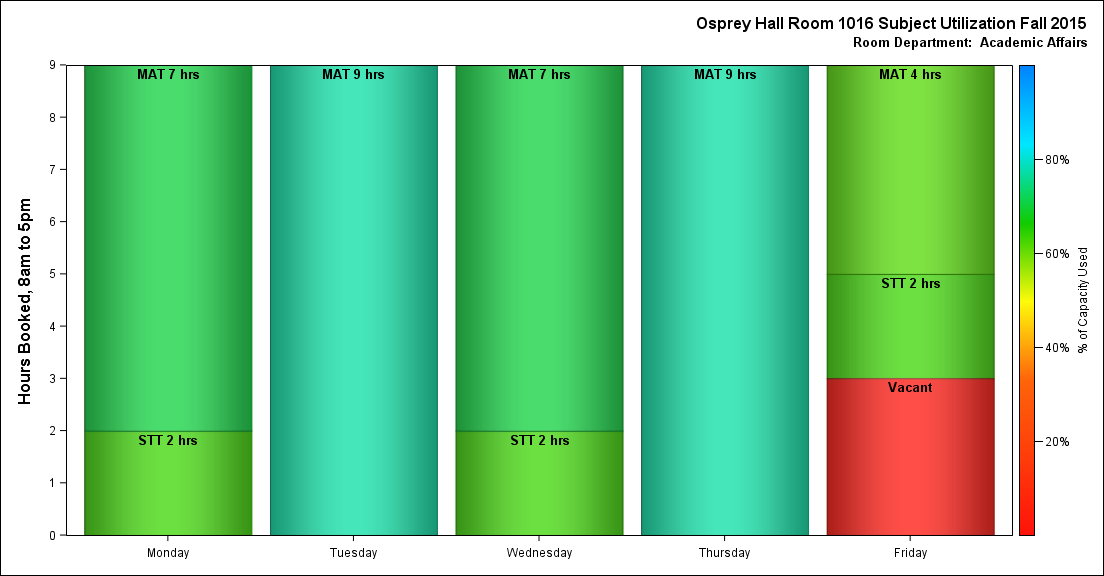 Osprey Hall Room 1016 Subject Utilization Fall 2015
Room Department:  Academic Affairs
Hours Booked, 8am to 5pm
9
8
7
6
5
4
3
2
1
0
MAT 7 hrs
STT 2 hrs
MAT 9 hrs
MAT 7 hrs
STT 2 hrs
MAT 9 hrs
MAT 4 hrs
STT 2 hrs
Vacant
Monday
Tuesday
Wednesday
Thursday
Friday
80%
60%
40%
20%
% of Capacity Used